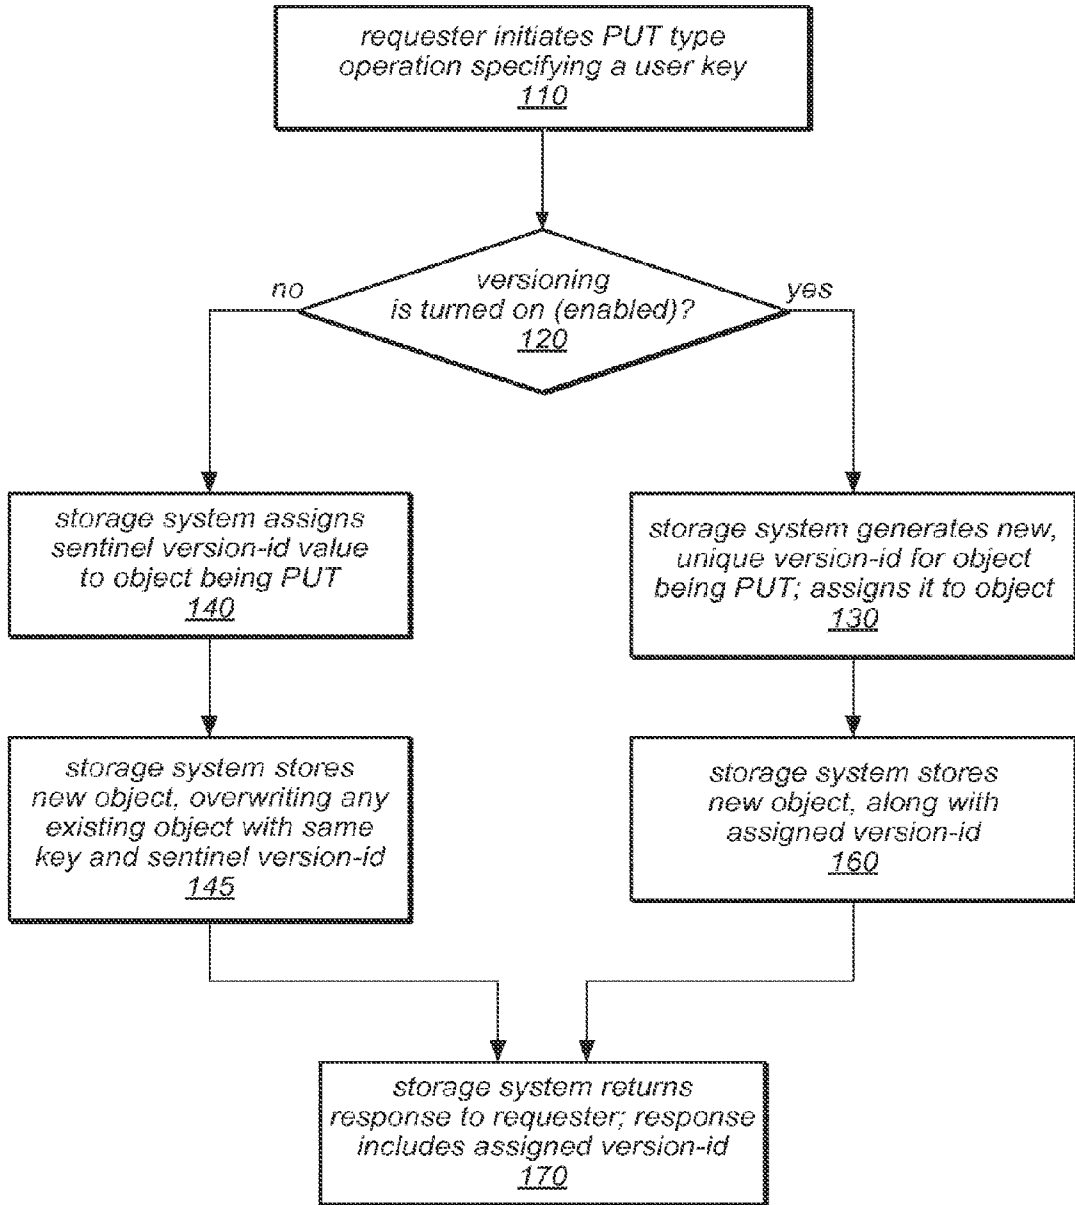 requester initiates PUT type
operation specifying a user key
110
versioning
is turned on (enabled)?
120
no
yes
storage system assigns
sentinel version-id value
to object being PUT
140
storage system generates new,
unique version-id for object
being PUT; assigns it to object
130
storage system stores
new object, overwriting any
existing object with same
key and sentinel version-id
145
storage system stores
new object, along with
assigned version-id
160
storage system returns
response to requester; response
includes assigned version-id
170